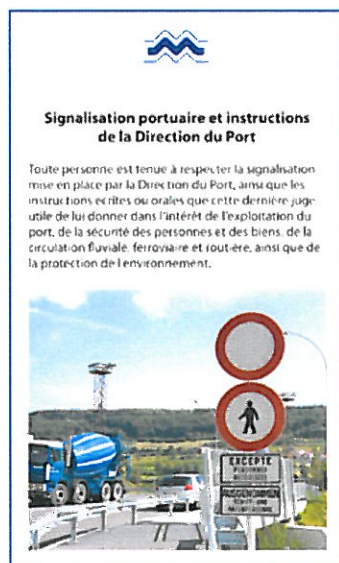 Signalisation portuaire et instructions
de la Direction du Port
Toute personne est tenue à respecter la signalisation
mise en place par la Direction du Port, ainsi que les
instructions écrites ou orales que cette dernière juge
utile de lui donner dans l'intérêt de l'exploitation du
port, de la sécurité des personnes et des biens, de la
circulation fluviale, ferroviaire et routière, ainsi que de
la protection de l'environnement.
EXCEPTE
AUSGENOMMEN